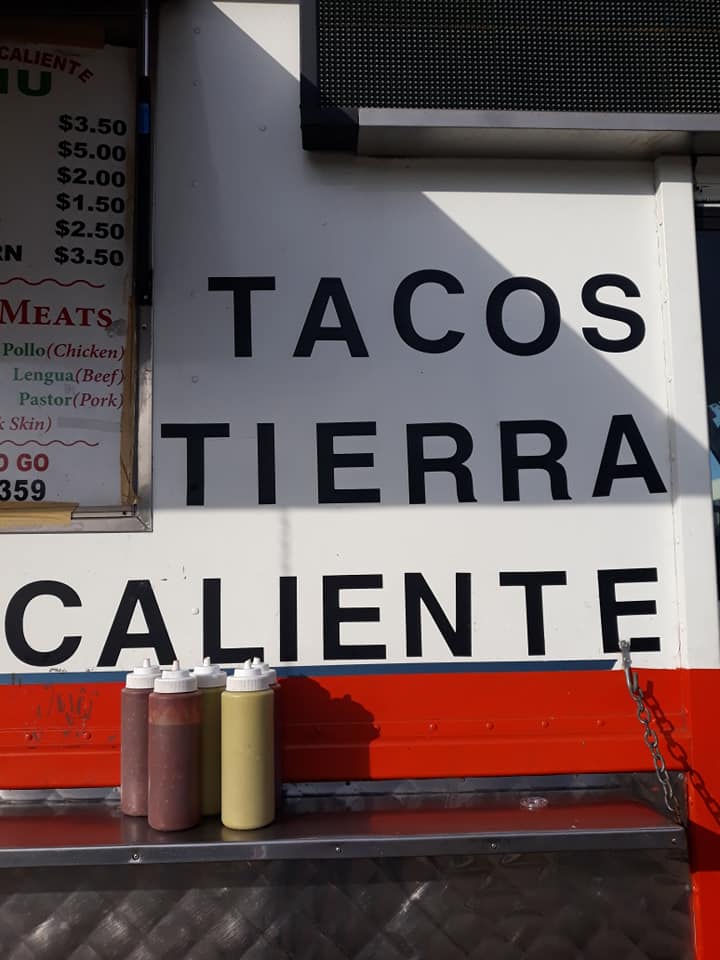 CALIENTE
$3.50
$5.00
$2.00
$1.50
$2.50
RN $3.50
MEATS
Pollo(Chicken)
Lengua(Beef)
Pastor(Pork)
Skin)
GO
359
TACOS
TIERRA
CALIENTE